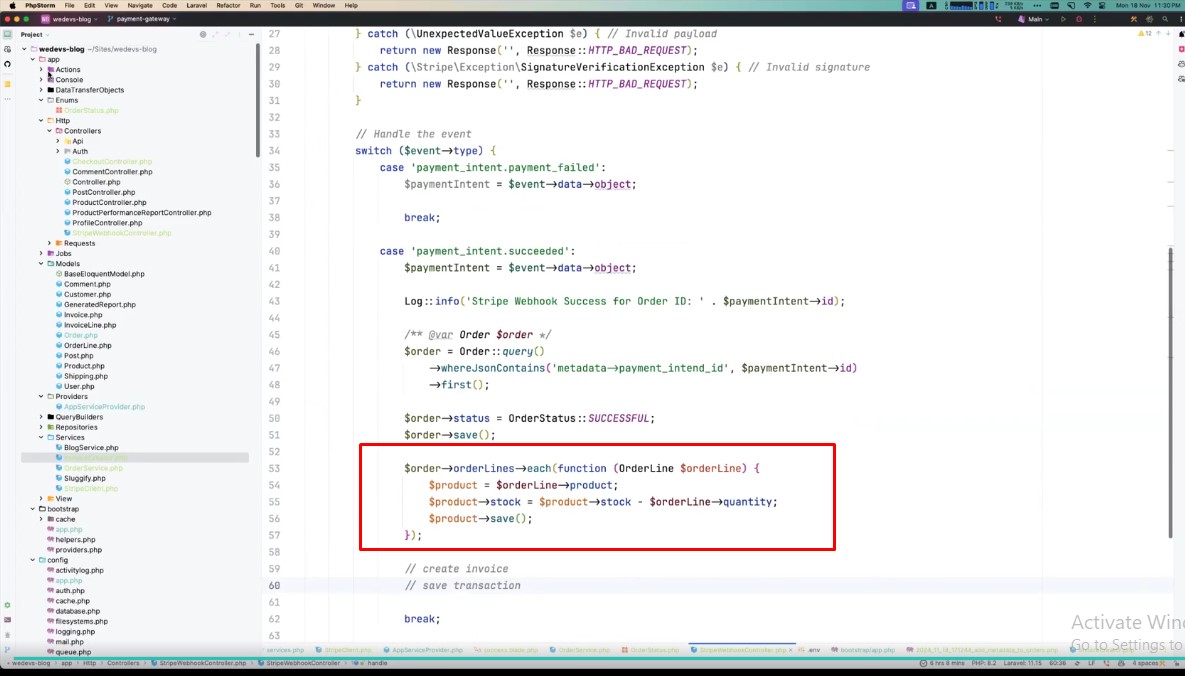 PhpStorm File Edit View Navigate Code Laravel Refactor Run Tools Git Window Help Mon 18 Nov 11:30 PM
wedevs-blog payment-gateway Main
Project
wedevs-blog ~/Sites/wedevs-blog
app
Actions
Console
DataTransferObjects
Enums
OrderStatus.php
Http
Controllers
Api
Auth
CheckoutController.php
CommentController.php
Controller.php
PostController.php
ProductController.php
ProductPerformanceReportController.php
ProfileController.php
StripeWebhookController.php
Requests
Jobs
Models
BaseEloquentModel.php
Comment.php
Customer.php
GeneratedReport.php
Invoice.php
InvoiceLine.php
Order.php
OrderLine.php
Post.php
Product.php
Shipping.php
User.php
Providers
AppServiceProvider.php
QueryBuilders
Repositories
Services
BlogService.php
OrderService.php
Sluggify.php
StripeClient.php
View
bootstrap
cache
app.php
helpers.php
providers.php
config
activitylog.php
app.php
auth.php
cache.php
database.php
filesystems.php
logging.php
mail.php
queue.php
12
27 } catch (\UnexpectedValueException $e) { // Invalid payload
28 return new Response('', Response::HTTP_BAD_REQUEST);
29 } catch (\Stripe\Exception\SignatureVerificationException $e) { // Invalid signature
30 return new Response('', Response::HTTP_BAD_REQUEST);
31 }
32
33 // Handle the event
34 switch ($event→type) {
35 case 'payment_intent.payment_failed':
36 $paymentIntent = $event→data→object;
37
38 break;
39
40 case 'payment_intent.succeeded':
41 $paymentIntent = $event→data→object;
42
43 Log::info('Stripe Webhook Success for Order ID: ' . $paymentIntent→id);
44
45 /** @var Order $order */
46 $order = Order::query()
47 →whereJsonContains('metadata→payment_intend_id', $paymentIntent→id)
48 →first();
49
50 $order→status = OrderStatus::SUCCESSFUL;
51 $order→save();
52
53 $order→orderLines→each(function (OrderLine $orderLine) {
54 $product = $orderLine→product;
55 $product→stock = $product→stock - $orderLine→quantity;
56 $product→save();
57 });
58
59 // create invoice
60 // save transaction
61
62 break;
63
Activate Win
Go to Settings to
services.php StripeClient.php AppServiceProvider.php OrderService.php OrderStatus.php StripeWebhookController.php .env bootstrap/app.php
wedevs-blog app Http Controllers StripeWebhookController.php StripeWebhookController handle 6 hrs 6 mins PHP: 8.2 Laravel: 11.15 60:36 LF 4 spaces